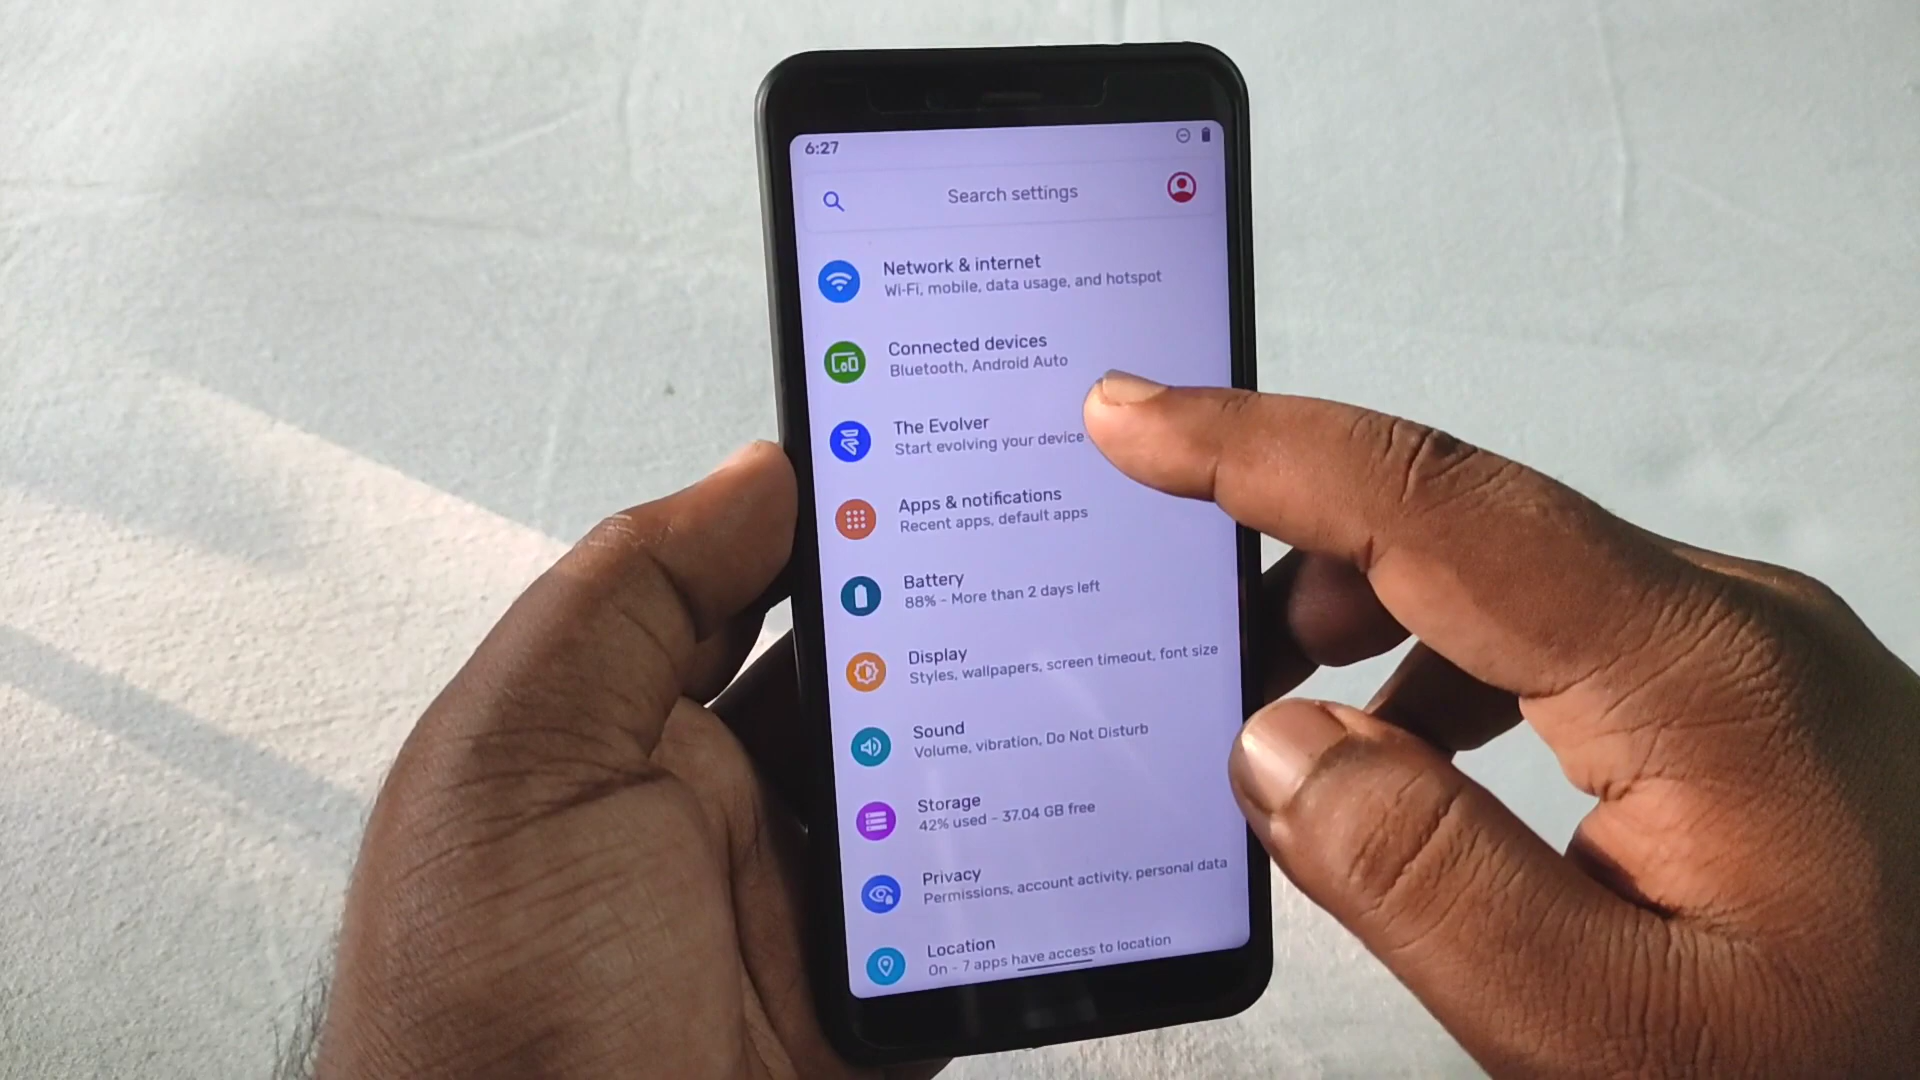 6:27
Search settings
Network & internet
Wi-Fi, mobile, data usage, and hotspot
Connected devices
Bluetooth, Android Auto
The Evolver
Start evolving your device
Apps & notifications
Recent apps, default apps
Battery
88% - More than 2 days left
Display
Styles, wallpapers, screen timeout, font size
Sound
Volume, vibration, Do Not Disturb
Storage
42% used - 37.04 GB free
Privacy
Permissions, account activity, personal data
Location
On - 7 apps have access to location